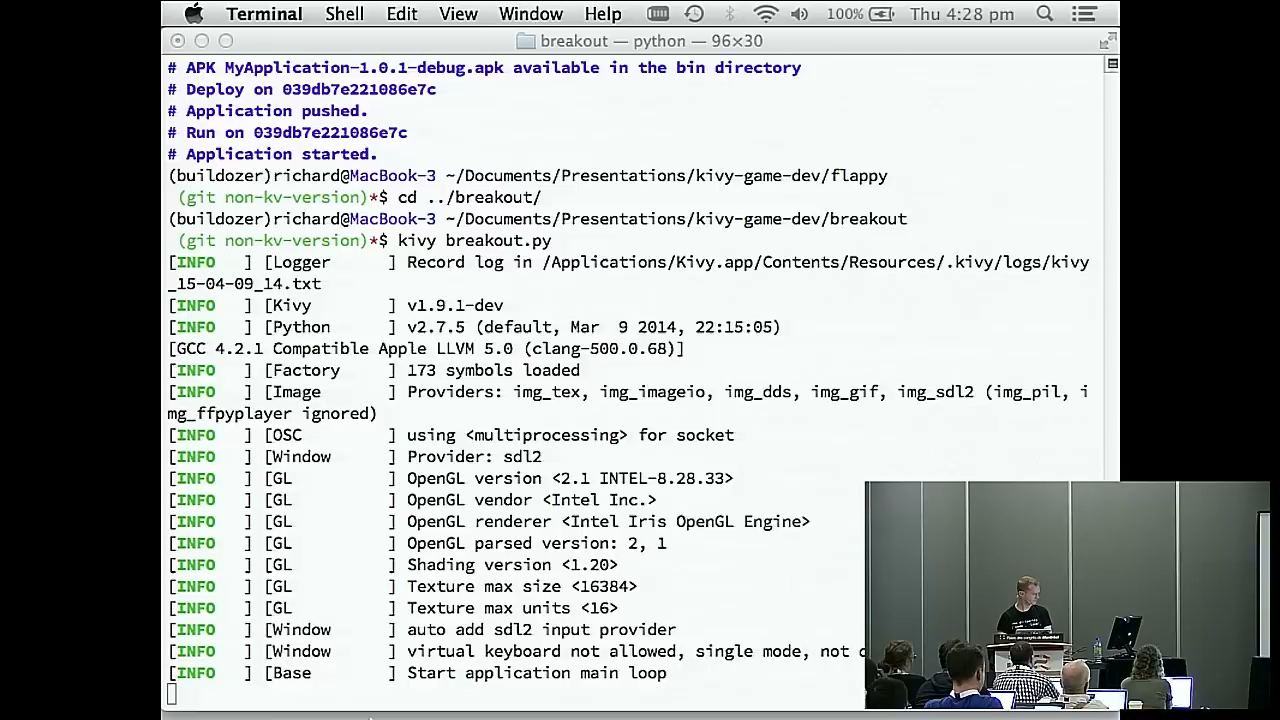 Terminal Shell Edit View Window Help 100% Thu 4:28 pm
breakout — python — 96×30
# APK MyApplication-1.0.1-debug.apk available in the bin directory
# Deploy on 039db7e221086e7c
# Application pushed.
# Run on 039db7e221086e7c
# Application started.
(buildozer)richard@MacBook-3 ~/Documents/Presentations/kivy-game-dev/flappy
(git non-kv-version)*$ cd ../breakout/
(buildozer)richard@MacBook-3 ~/Documents/Presentations/kivy-game-dev/breakout
(git non-kv-version)*$ kivy breakout.py
[INFO   ] [Logger      ] Record log in /Applications/Kivy.app/Contents/Resources/.kivy/logs/kivy
_15-04-09_14.txt
[INFO   ] [Kivy        ] v1.9.1-dev
[INFO   ] [Python      ] v2.7.5 (default, Mar  9 2014, 22:15:05)
[GCC 4.2.1 Compatible Apple LLVM 5.0 (clang-500.0.68)]
[INFO   ] [Factory     ] 173 symbols loaded
[INFO   ] [Image       ] Providers: img_tex, img_imageio, img_dds, img_gif, img_sdl2 (img_pil, i
mg_ffpyplayer ignored)
[INFO   ] [OSC         ] using <multiprocessing> for socket
[INFO   ] [Window      ] Provider: sdl2
[INFO   ] [GL          ] OpenGL version <2.1 INTEL-8.28.33>
[INFO   ] [GL          ] OpenGL vendor <Intel Inc.>
[INFO   ] [GL          ] OpenGL renderer <Intel Iris OpenGL Engine>
[INFO   ] [GL          ] OpenGL parsed version: 2, 1
[INFO   ] [GL          ] Shading version <1.20>
[INFO   ] [GL          ] Texture max size <16384>
[INFO   ] [GL          ] Texture max units <16>
[INFO   ] [Window      ] auto add sdl2 input provider
[INFO   ] [Window      ] virtual keyboard not allowed, single mode, not
[INFO   ] [Base        ] Start application main loop